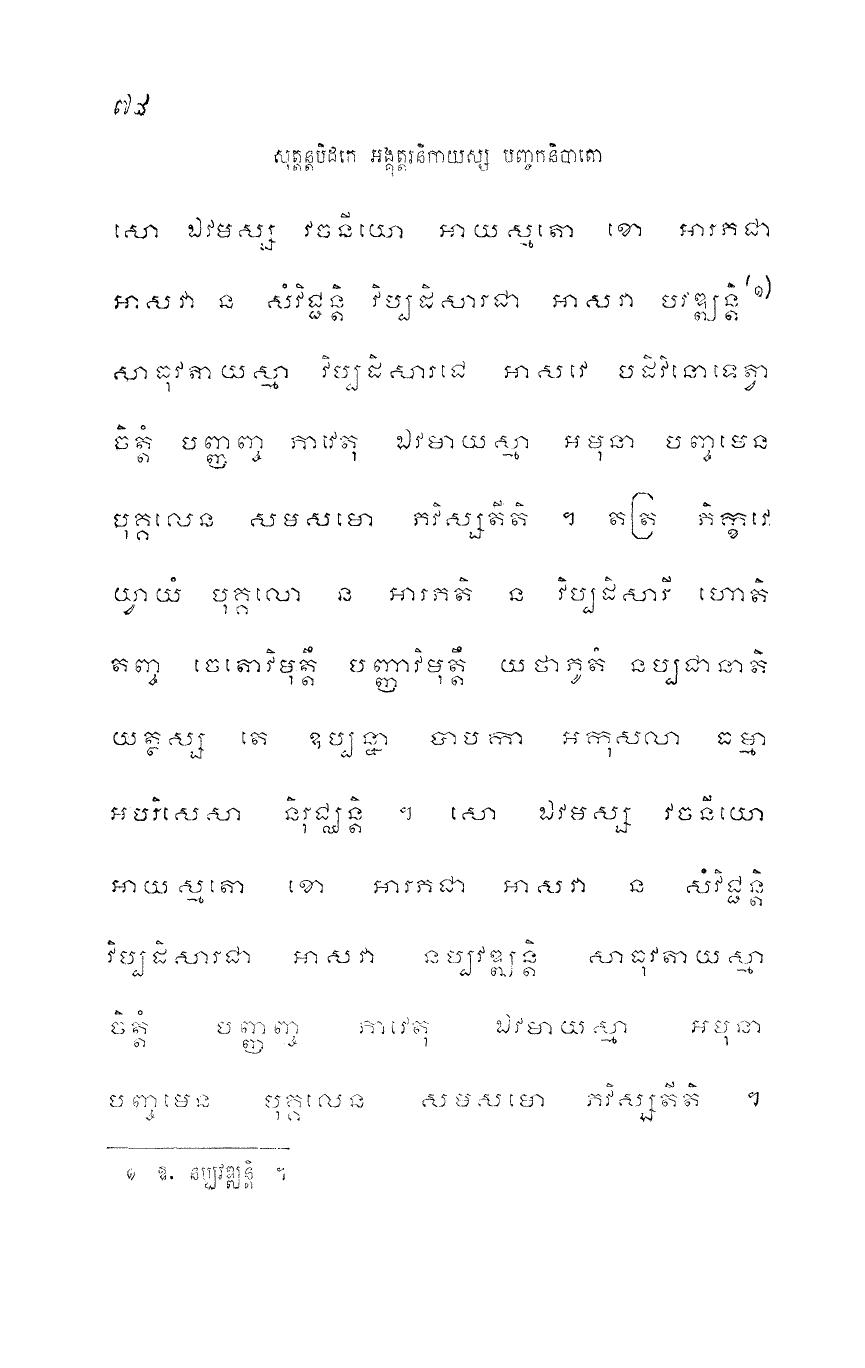 ៧៤
សុត្តន្តបិដកេ អង្គុត្តរនិកាយស្ស បញ្ចកនិបាតោ
សោ ឯវមស្ស វចនីយោ អាយស្មតោ ខោ អារភជា
អាសវា ន សំវិជ្ជន្តិ វិប្បដិសារជា អាសវា បវឌ្ឍន្តិ(១)
សាធុវតាយស្មា វិប្បដិសារជេ អាសវេ បដិវិនោទេត្វា
ចិត្តំ បញ្ញញ្ច ភាវេតុ ឯវមាយស្មា អមុនា បញ្ចមេន
បុគ្គលេន សមសមោ ភវិស្សតីតិ ។ តត្រ ភិក្ខវេ
យ្វាយំ បុគ្គលោ ន អារភតិ ន វិប្បដិសារី ហោតិ
តញ្ច ចេតោវិមុត្តឹ បញ្ញាវិមុត្តឹ យថាភូតំ នប្បជានាតិ
យត្ថស្ស តេ ឧប្បន្នា បាបកា អកុសលា ធម្មា
អបរិសេសា និរុជ្ឈន្តិ ។ សោ ឯវមស្ស វចនីយោ
អាយស្មតោ ខោ អារភជា អាសវា ន សំវិជ្ជន្តិ
វិប្បដិសារជា អាសវា នប្បវឌ្ឍន្តិ សាធុវតាយស្មា
ចិត្តំ បញ្ញញ្ច ភាវេតុ ឯវមាយស្មា អមុនា
បញ្ចមេន បុគ្គលេន សមសមោ ភវិស្សតីតិ ។
១ ឱ. នប្បវឌ្ឍន្តិ ។